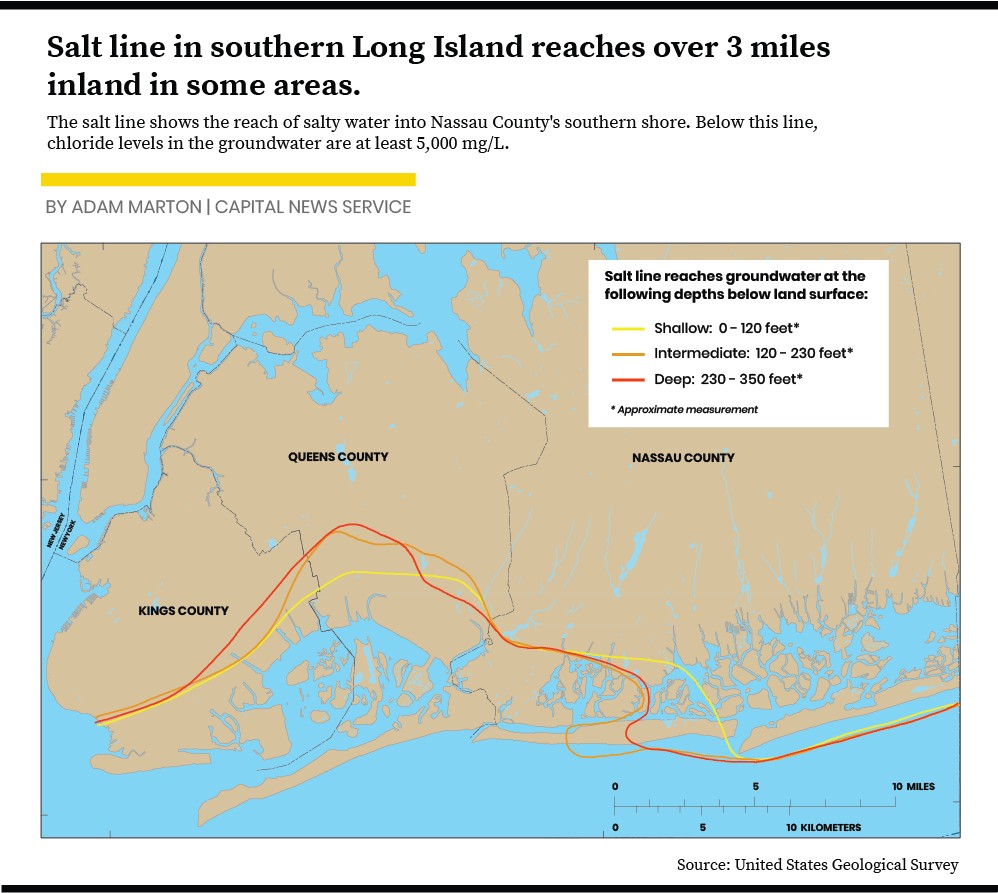 Salt line in southern Long Island reaches over 3 miles
inland in some areas.
The salt line shows the reach of salty water into Nassau County's southern shore. Below this line,
chloride levels in the groundwater are at least 5,000 mg/L.
BY ADAM MARTON | CAPITAL NEWS SERVICE
Salt line reaches groundwater at the
following depths below land surface:
Shallow: 0 - 120 feet*
Intermediate: 120 - 230 feet*
Deep: 230 - 350 feet*
* Approximate measurement
QUEENS COUNTY
NASSAU COUNTY
NEW JERSEY
NEW YORK
KINGS COUNTY
0 5 10 MILES
0 5 10 KILOMETERS
Source: United States Geological Survey